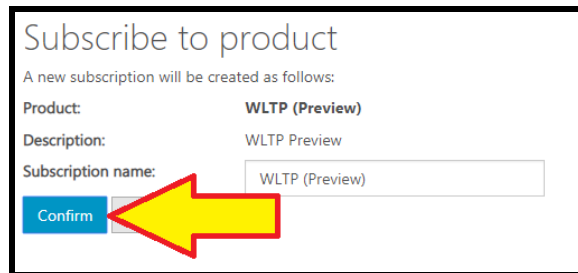 Subscribe to product
A new subscription will be created as follows:
Product: WLTP (Preview)
Description: WLTP Preview
Subscription name: WLTP (Preview)
Confirm